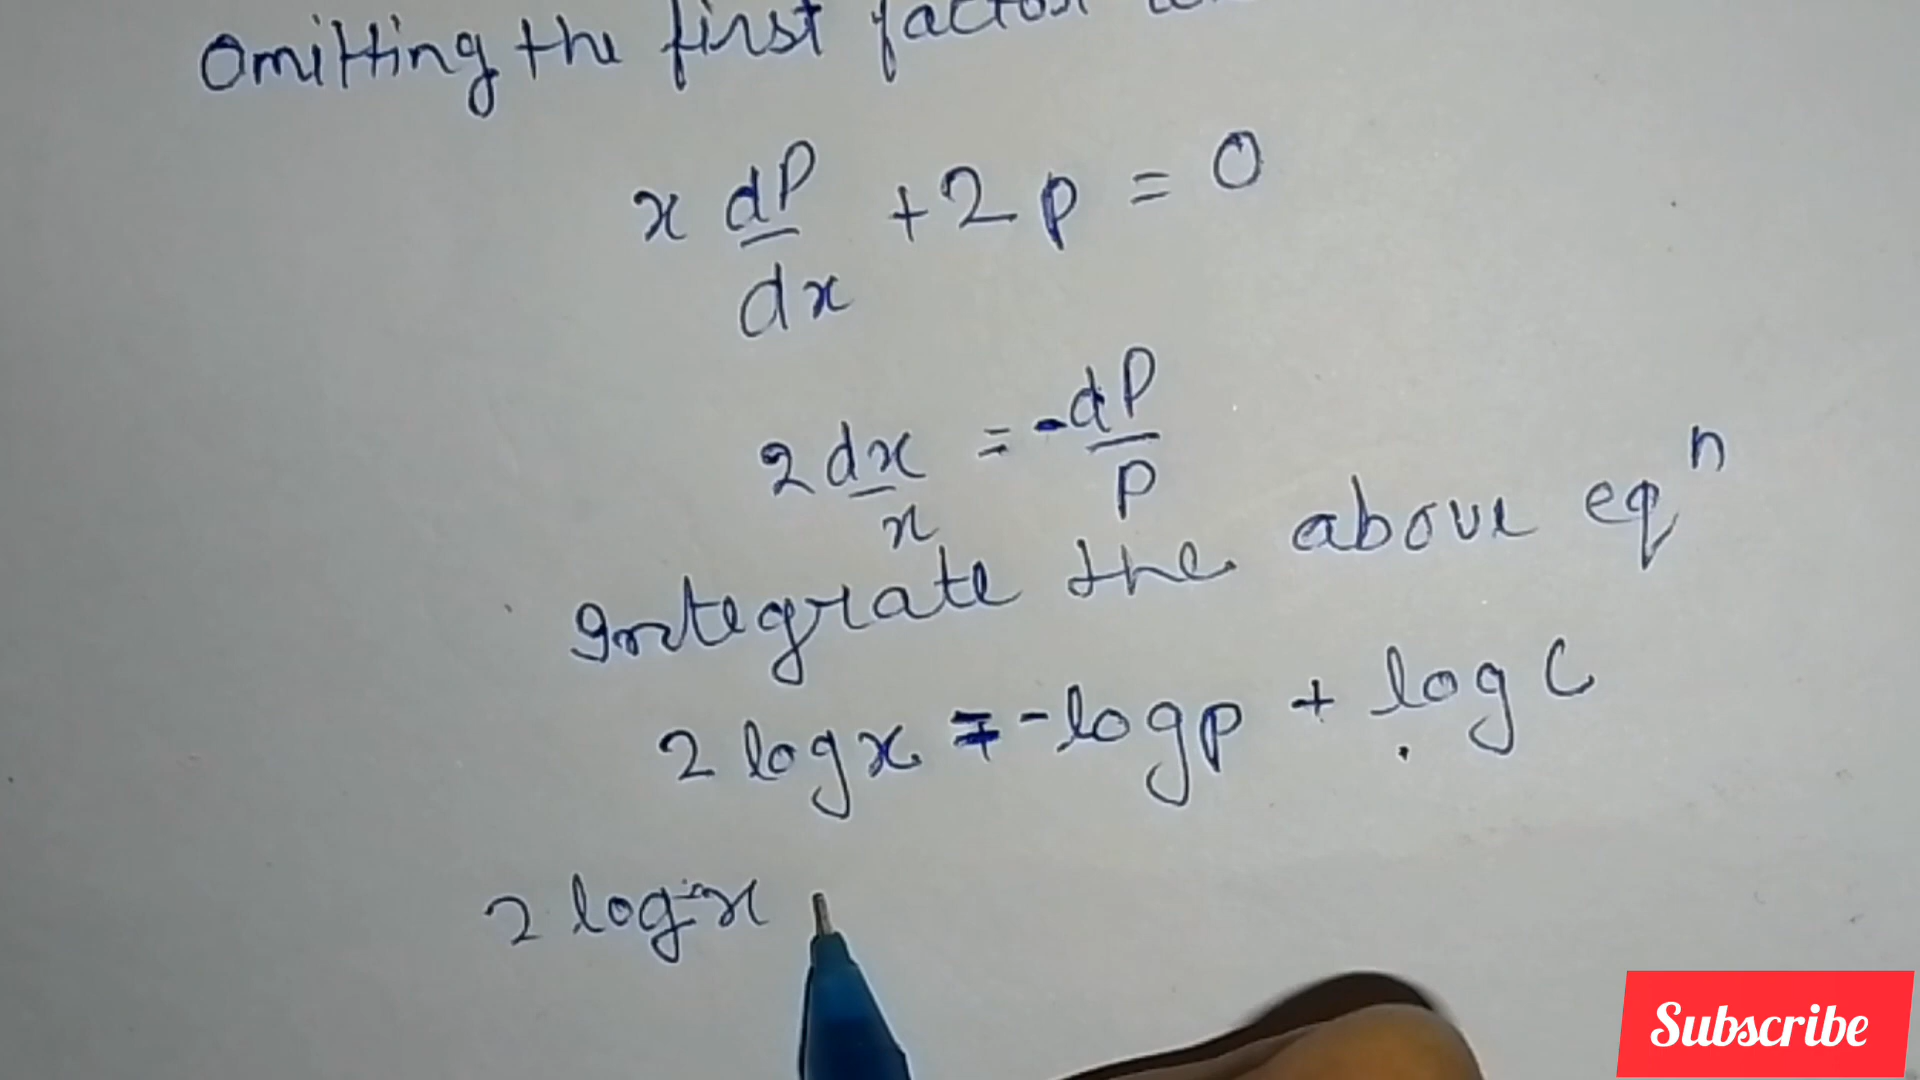 Omitting the first factor
x dP/dx + 2p = 0
2 dx/x = -dP/P
Integrate the above eqⁿ
2 log x = -log p + log c
2 log x
Subscribe